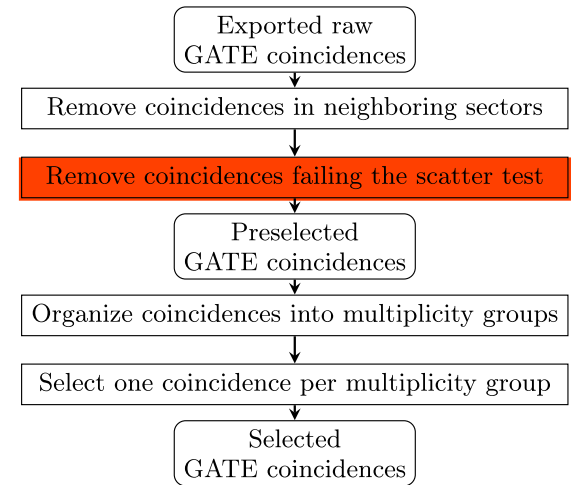 Exported raw
GATE coincidences
Remove coincidences in neighboring sectors
Remove coincidences failing the scatter test
Preselected
GATE coincidences
Organize coincidences into multiplicity groups
Select one coincidence per multiplicity group
Selected
GATE coincidences